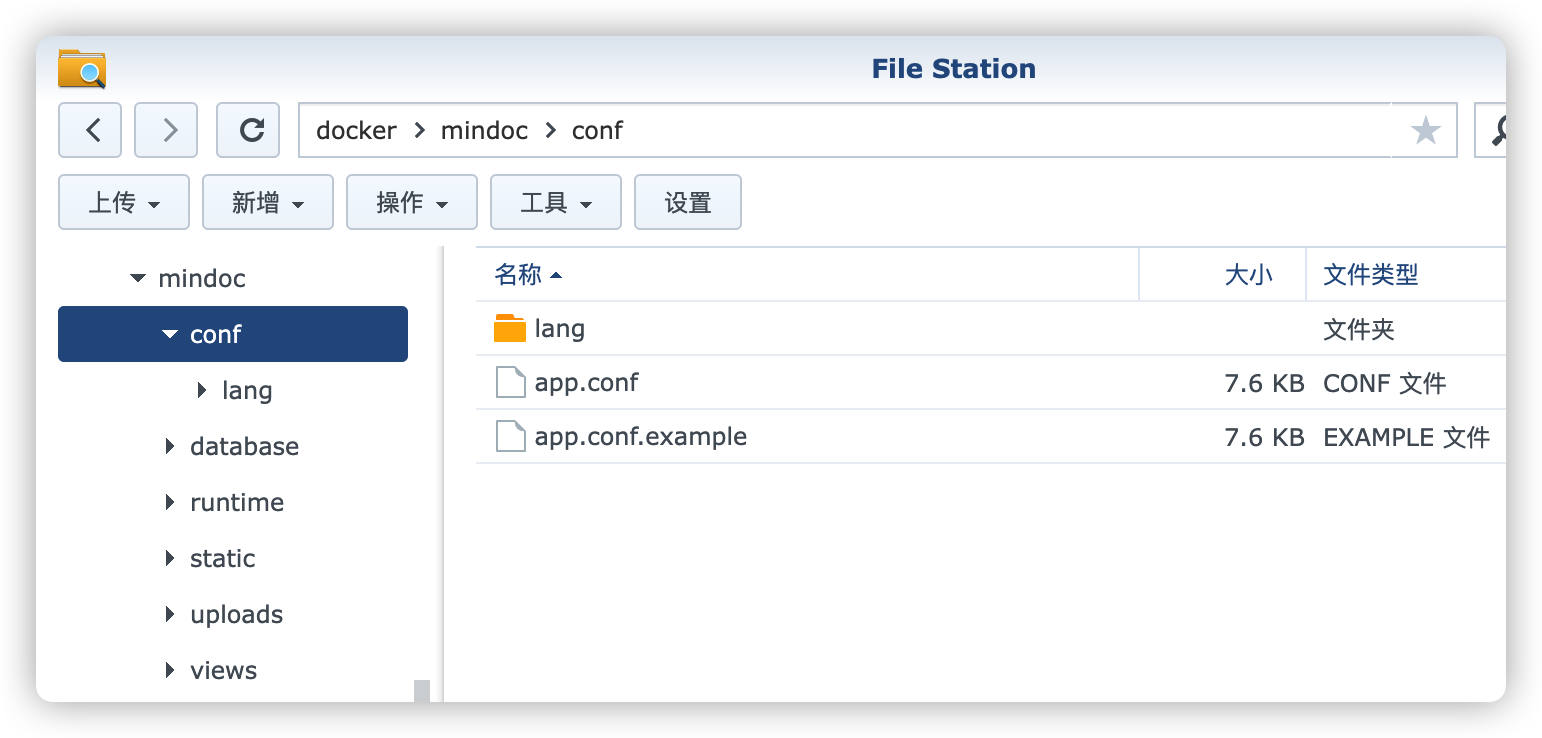 File Station
docker mindoc conf
上传 新增 操作 工具 设置
mindoc
conf
lang
database
runtime
static
uploads
views
名称 大小 文件类型
lang 文件夹
app.conf 7.6 KB CONF 文件
app.conf.example 7.6 KB EXAMPLE 文件